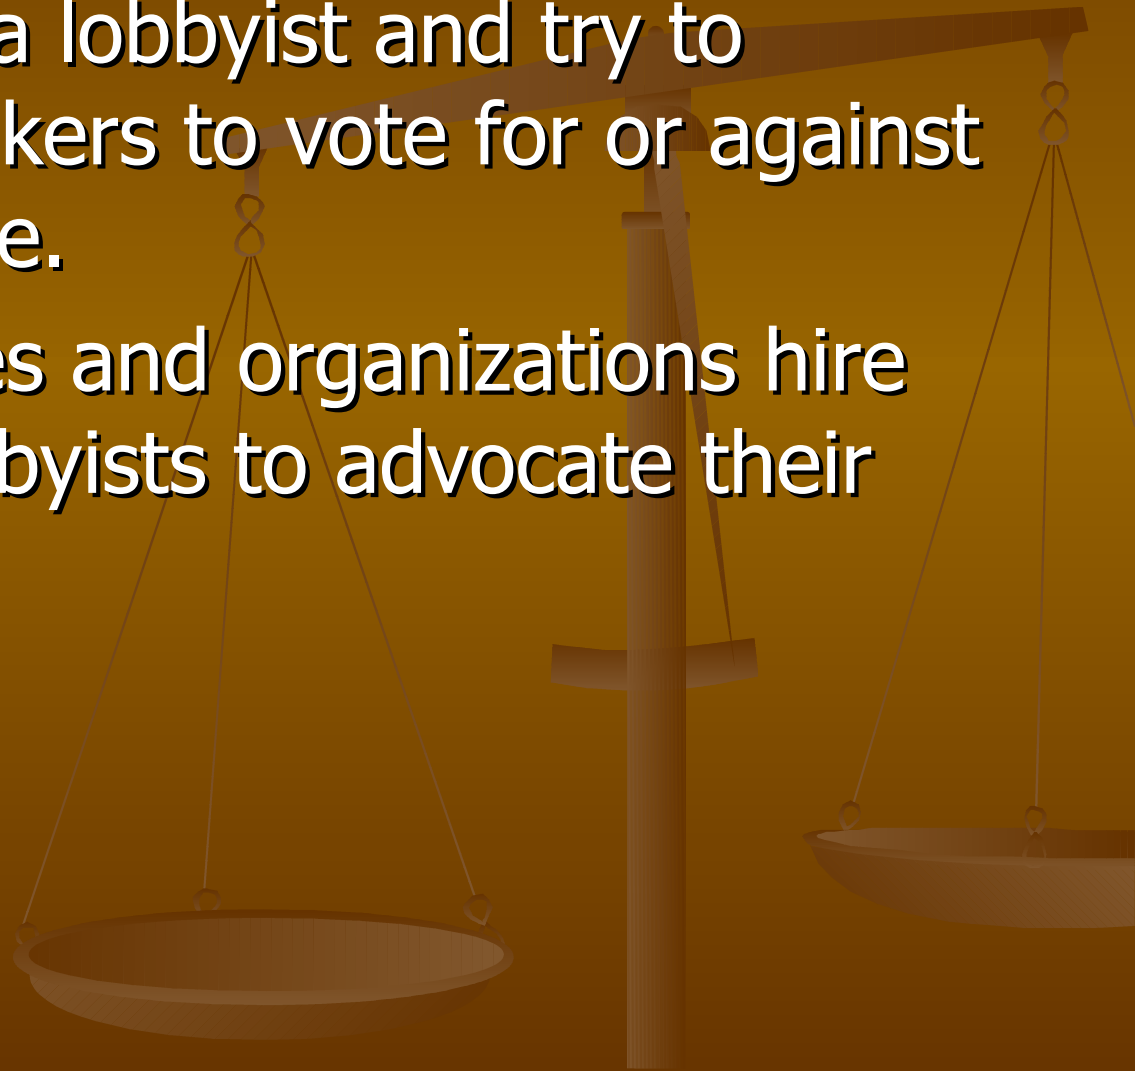 a lobbyist and try to
kers to vote for or against
e.
es and organizations hire
byists to advocate their